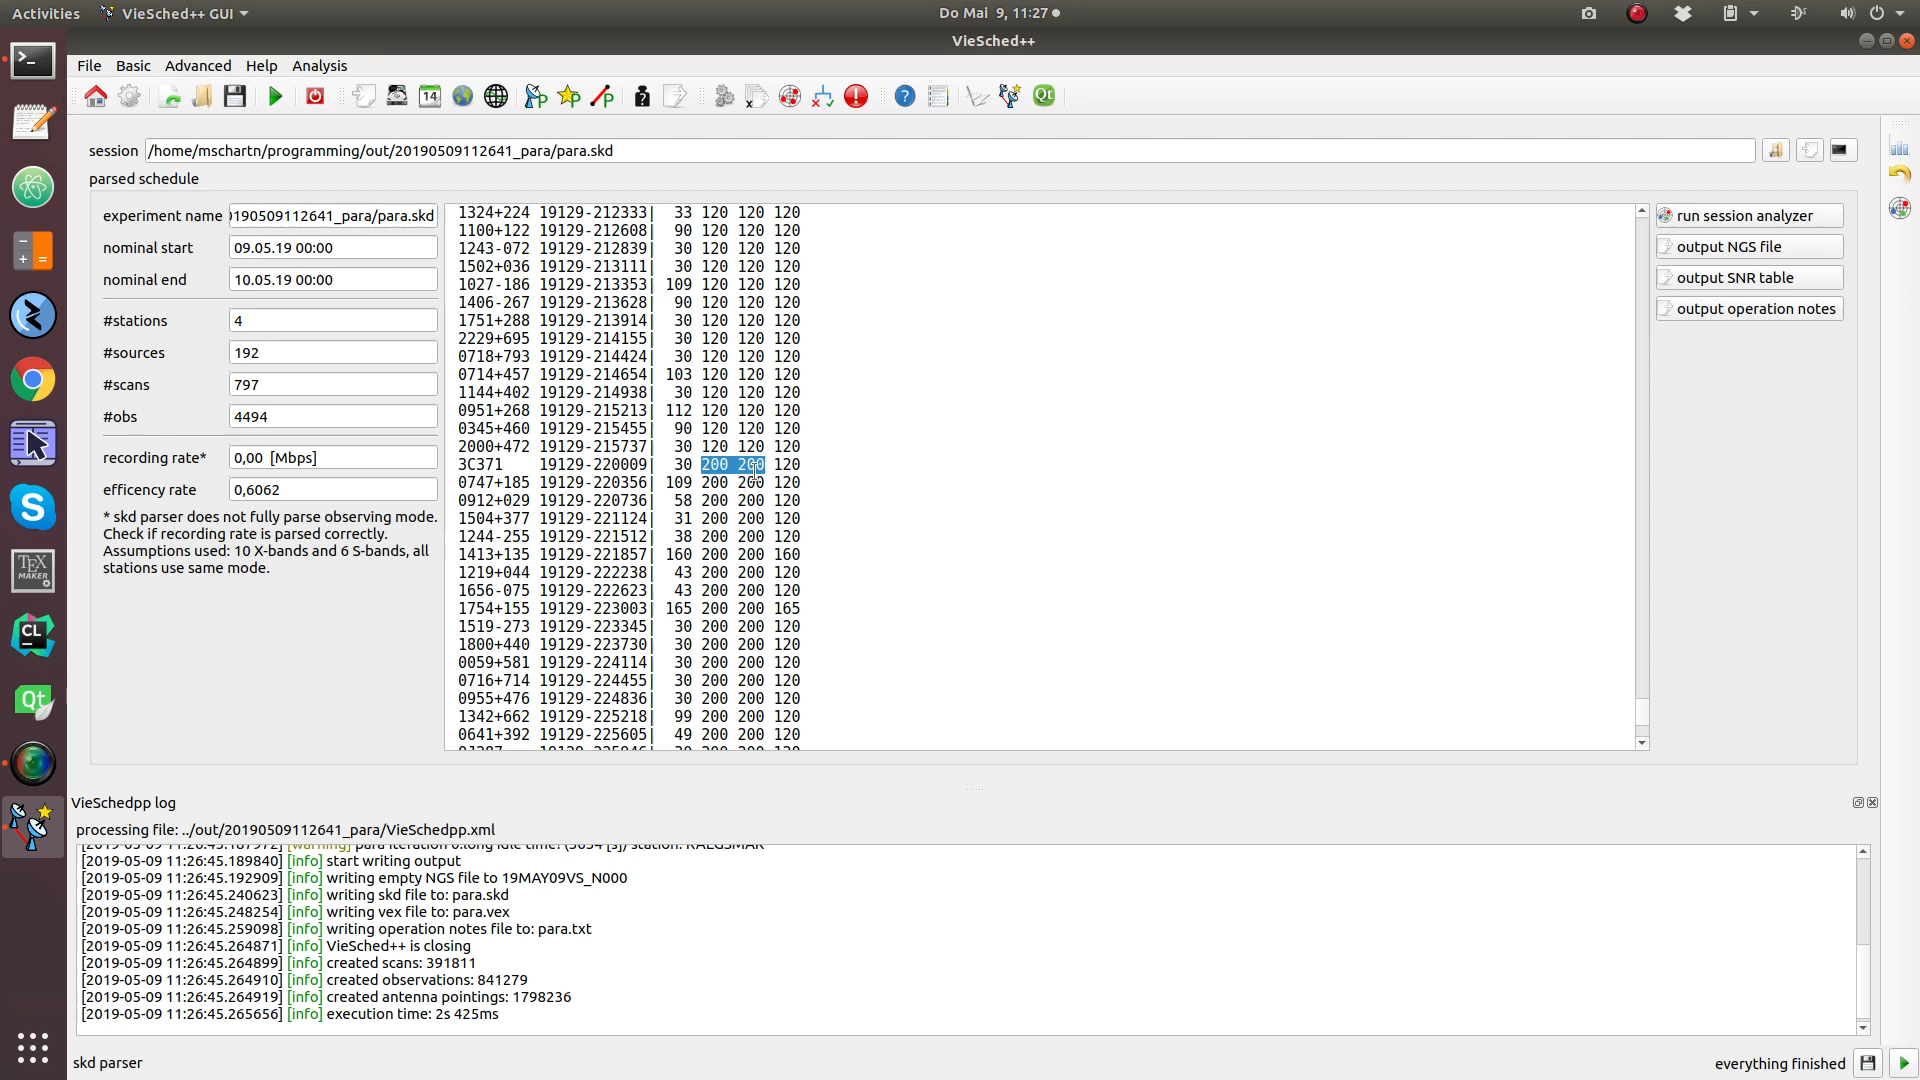 Activities VieSched++ GUI Do Mai 9, 11:27
VieSched++
File Basic Advanced Help Analysis
14 Qt
session /home/mschartn/programming/out/20190509112641_para/para.skd
parsed schedule
experiment name )190509112641_para/para.skd
nominal start 09.05.19 00:00
nominal end 10.05.19 00:00
#stations 4
#sources 192
#scans 797
#obs 4494
recording rate* 0,00 [Mbps]
efficency rate 0,6062
* skd parser does not fully parse observing mode.
Check if recording rate is parsed correctly.
Assumptions used: 10 X-bands and 6 S-bands, all
stations use same mode.
1324+224 19129-212333| 33 120 120 120
1100+122 19129-212608| 90 120 120 120
1243-072 19129-212839| 30 120 120 120
1502+036 19129-213111| 30 120 120 120
1027-186 19129-213353| 109 120 120 120
1406-267 19129-213628| 90 120 120 120
1751+288 19129-213914| 30 120 120 120
2229+695 19129-214155| 30 120 120 120
0718+793 19129-214424| 30 120 120 120
0714+457 19129-214654| 103 120 120 120
1144+402 19129-214938| 30 120 120 120
0951+268 19129-215213| 112 120 120 120
0345+460 19129-215455| 90 120 120 120
2000+472 19129-215737| 30 120 120 120
3C371 19129-220009| 30 200 200 120
0747+185 19129-220356| 109 200 200 120
0912+029 19129-220736| 58 200 200 120
1504+377 19129-221124| 31 200 200 120
1244-255 19129-221512| 38 200 200 120
1413+135 19129-221857| 160 200 200 160
1219+044 19129-222238| 43 200 200 120
1656-075 19129-222623| 43 200 200 120
1754+155 19129-223003| 165 200 200 165
1519-273 19129-223345| 30 200 200 120
1800+440 19129-223730| 30 200 200 120
0059+581 19129-224114| 30 200 200 120
0716+714 19129-224455| 30 200 200 120
0955+476 19129-224836| 30 200 200 120
1342+662 19129-225218| 99 200 200 120
0641+392 19129-225605| 49 200 200 120
run session analyzer
output NGS file
output SNR table
output operation notes
VieSchedpp log
processing file: ../out/20190509112641_para/VieSchedpp.xml
[2019-05-09 11:26:45.189840] [info] start writing output
[2019-05-09 11:26:45.192909] [info] writing empty NGS file to 19MAY09VS_N000
[2019-05-09 11:26:45.240623] [info] writing skd file to: para.skd
[2019-05-09 11:26:45.248254] [info] writing vex file to: para.vex
[2019-05-09 11:26:45.259098] [info] writing operation notes file to: para.txt
[2019-05-09 11:26:45.264871] [info] VieSched++ is closing
[2019-05-09 11:26:45.264899] [info] created scans: 391811
[2019-05-09 11:26:45.264910] [info] created observations: 841279
[2019-05-09 11:26:45.264919] [info] created antenna pointings: 1798236
[2019-05-09 11:26:45.265656] [info] execution time: 2s 425ms
skd parser everything finished
TEX
MAKER
CL
Qt